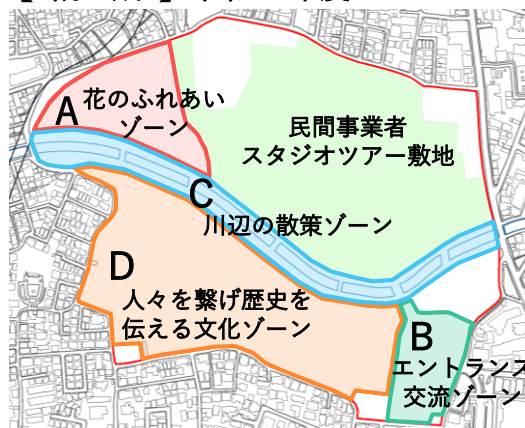 A
花のふれあい
ゾーン
民間事業者
スタジオツアー敷地
C
川辺の散策ゾーン
D
人々を繋げ歴史を
伝える文化ゾーン
B
エントランス
交流ゾーン